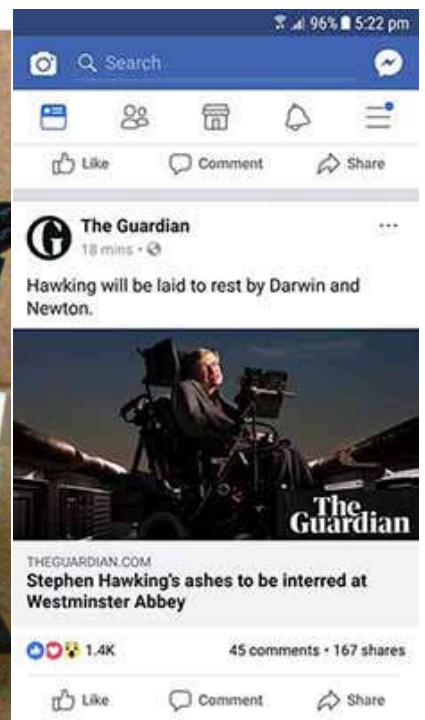 96% 5:22 pm
Search
Like Comment Share
The Guardian
18 mins •
Hawking will be laid to rest by Darwin and
Newton.
The
Guardian
THEGUARDIAN.COM
Stephen Hawking's ashes to be interred at
Westminster Abbey
1.4K 45 comments • 167 shares
Like Comment Share